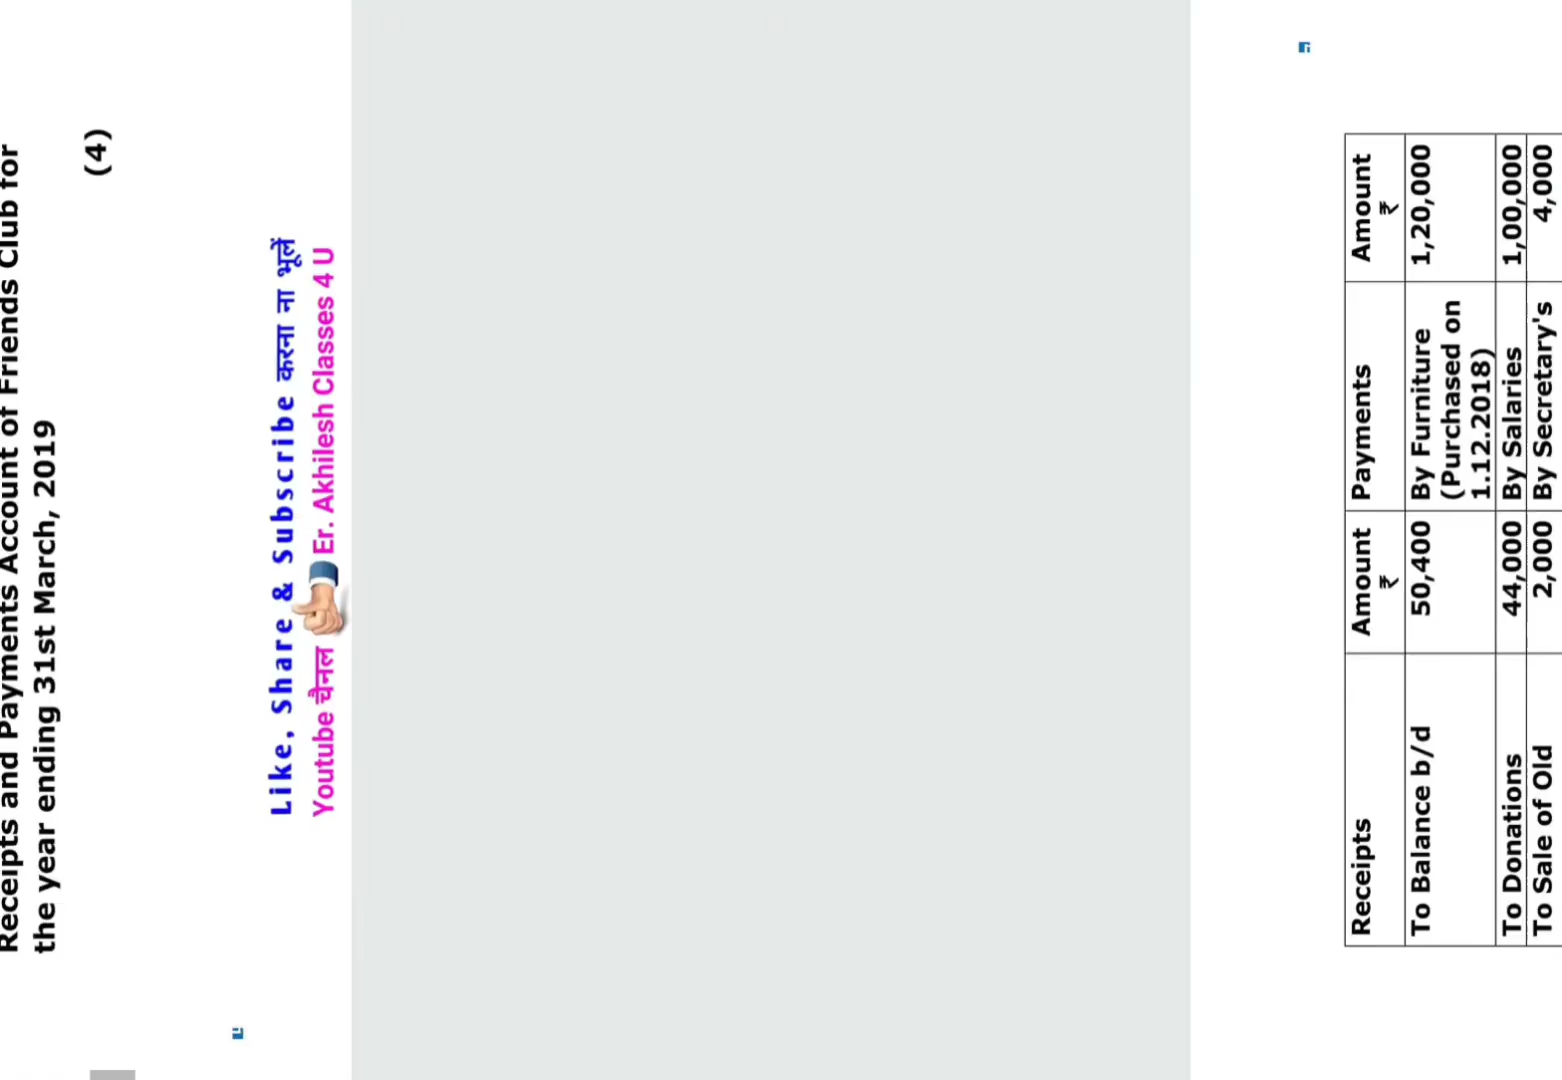 Receipts and Payments Account of Friends Club for
the year ending 31st March, 2019
(4)
Like, Share & Subscribe करना ना भूलें
Youtube चैनल Er. Akhilesh Classes 4 U
Receipts Amount ₹ Payments Amount ₹
To Balance b/d 50,400 By Furniture (Purchased on 1.12.2018) 1,20,000
To Donations 44,000 By Salaries 1,00,000
To Sale of Old 2,000 By Secretary's 4,000